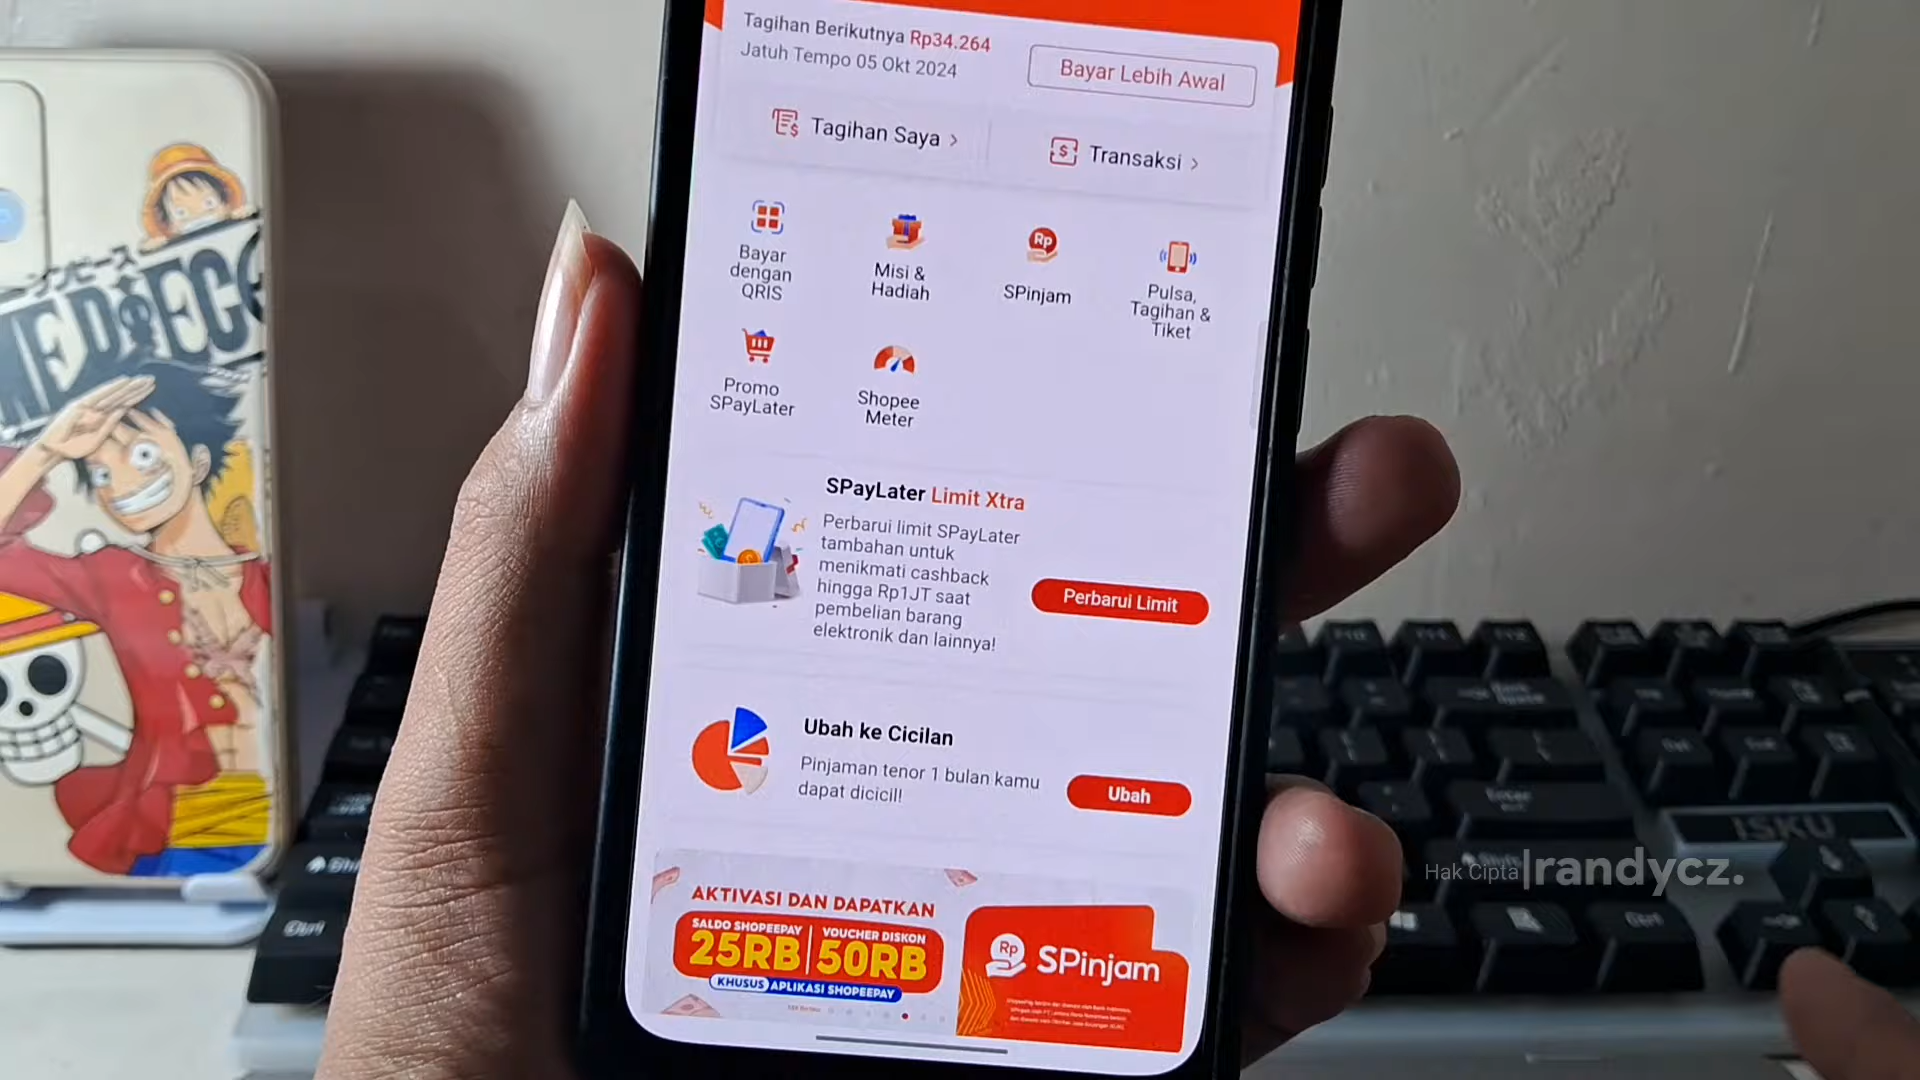 Tagihan Berikutnya Rp34.264
Jatuh Tempo 05 Okt 2024
Bayar Lebih Awal
Tagihan Saya >
Transaksi >
Bayar
dengan
QRIS
Misi &
Hadiah
Rp
SPinjam
Pulsa,
Tagihan &
Tiket
Promo
SPayLater
Shopee
Meter
SPayLater Limit Xtra
Perbarui limit SPayLater
tambahan untuk
menikmati cashback
hingga Rp1JT saat
pembelian barang
elektronik dan lainnya!
Perbarui Limit
Ubah ke Cicilan
Pinjaman tenor 1 bulan kamu
dapat dicicil!
Ubah
AKTIVASI DAN DAPATKAN
SALDO SHOPEEPAY
25RB
VOUCHER DISKON
50RB
KHUSUS APLIKASI SHOPEEPAY
Rp
SPinjam
Hak Cipta |randycz.
ISKU
Ctrl
Enter